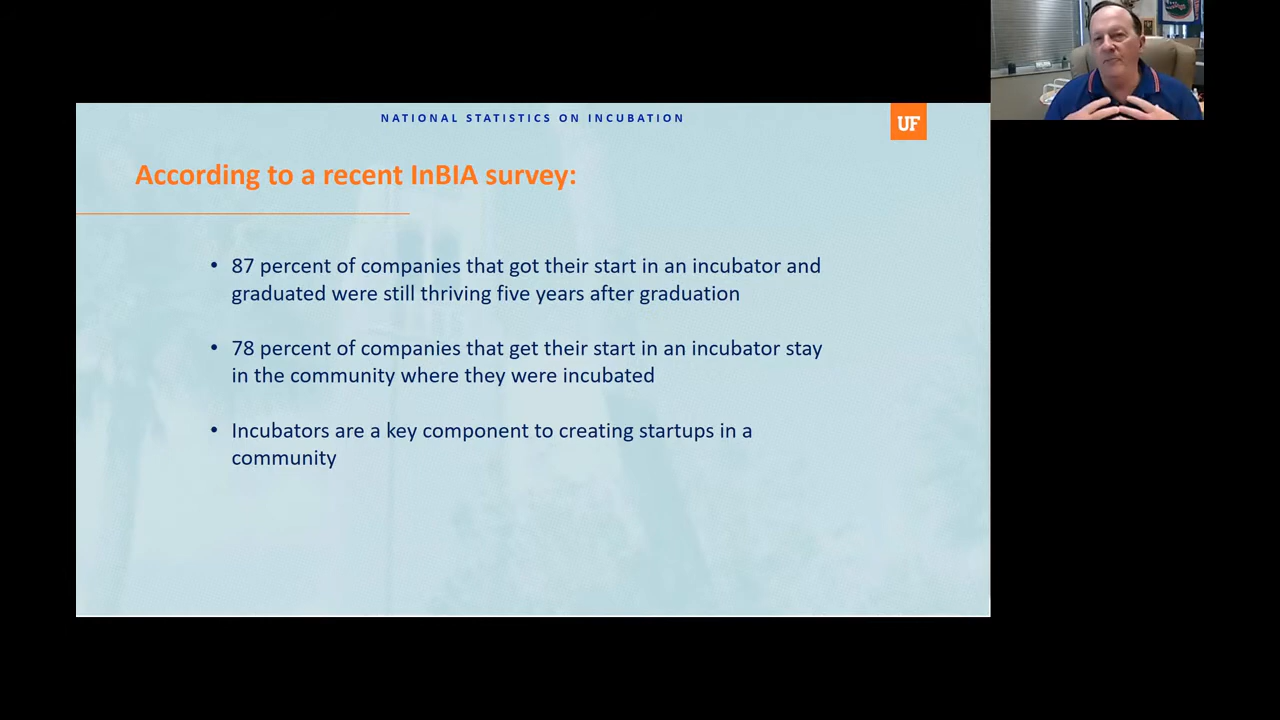 NATIONAL STATISTICS ON INCUBATION
UF
According to a recent InBIA survey:
• 87 percent of companies that got their start in an incubator and
graduated were still thriving five years after graduation
• 78 percent of companies that get their start in an incubator stay
in the community where they were incubated
• Incubators are a key component to creating startups in a
community